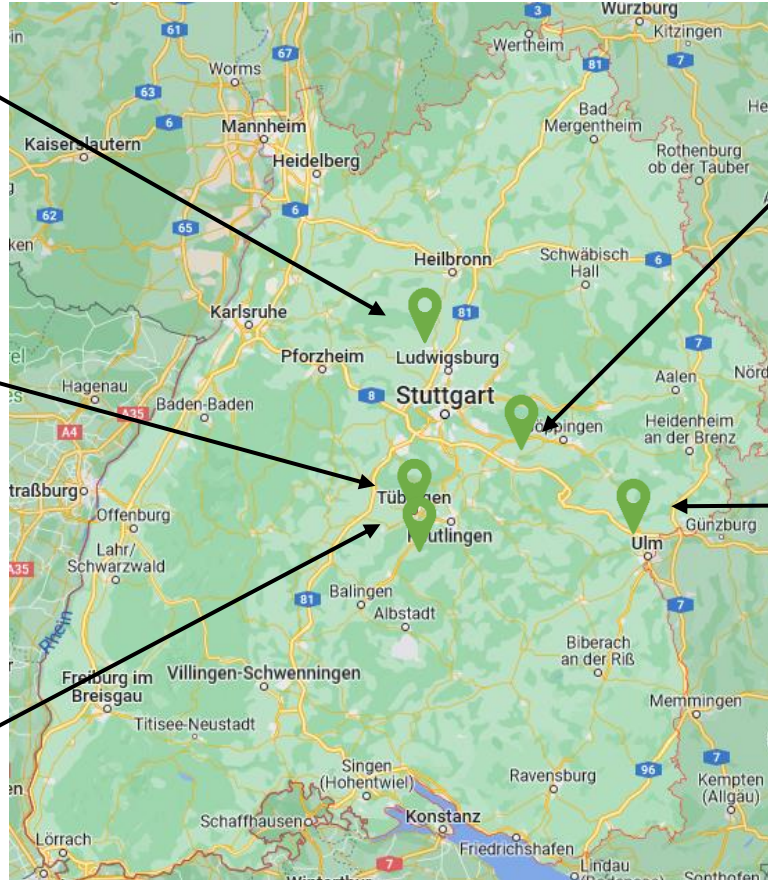 3
Würzburg
Kitzingen
61
67
Wertheim
7
Worms
81
63
Bad
Mergentheim
6
Mannheim
Kaiserslautern
Heidelberg
Rothenburg
ob der Tauber
62
6
65
Heilbronn
Schwäbisch
Hall
6
Karlsruhe
81
7
Pforzheim
Ludwigsburg
Hagenau
8
Stuttgart
Aalen
A35
Baden-Baden
A4
Heidenheim
an der Brenz
Offenburg
Günzburg
Lahr/
Schwarzwald
Ulm
A35
Balingen
81
Albstadt
7
Rhein
Biberach
an der Riß
Freiburg im
Breisgau
Villingen-Schwenningen
Memmingen
Titisee-Neustadt
7
Singen
(Hohentwiel)
96
Ravensburg
Kempten
(Allgäu)
Schaffhausen
Konstanz
Lörrach
Friedrichshafen
7
Lindau